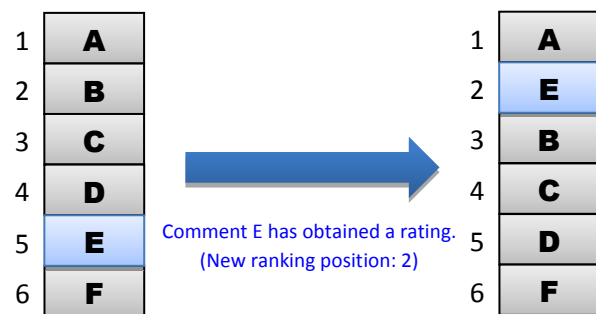 1 A
2 B
3 C
4 D
5 E
6 F
Comment E has obtained a rating.
(New ranking position: 2)
1 A
2 E
3 B
4 C
5 D
6 F